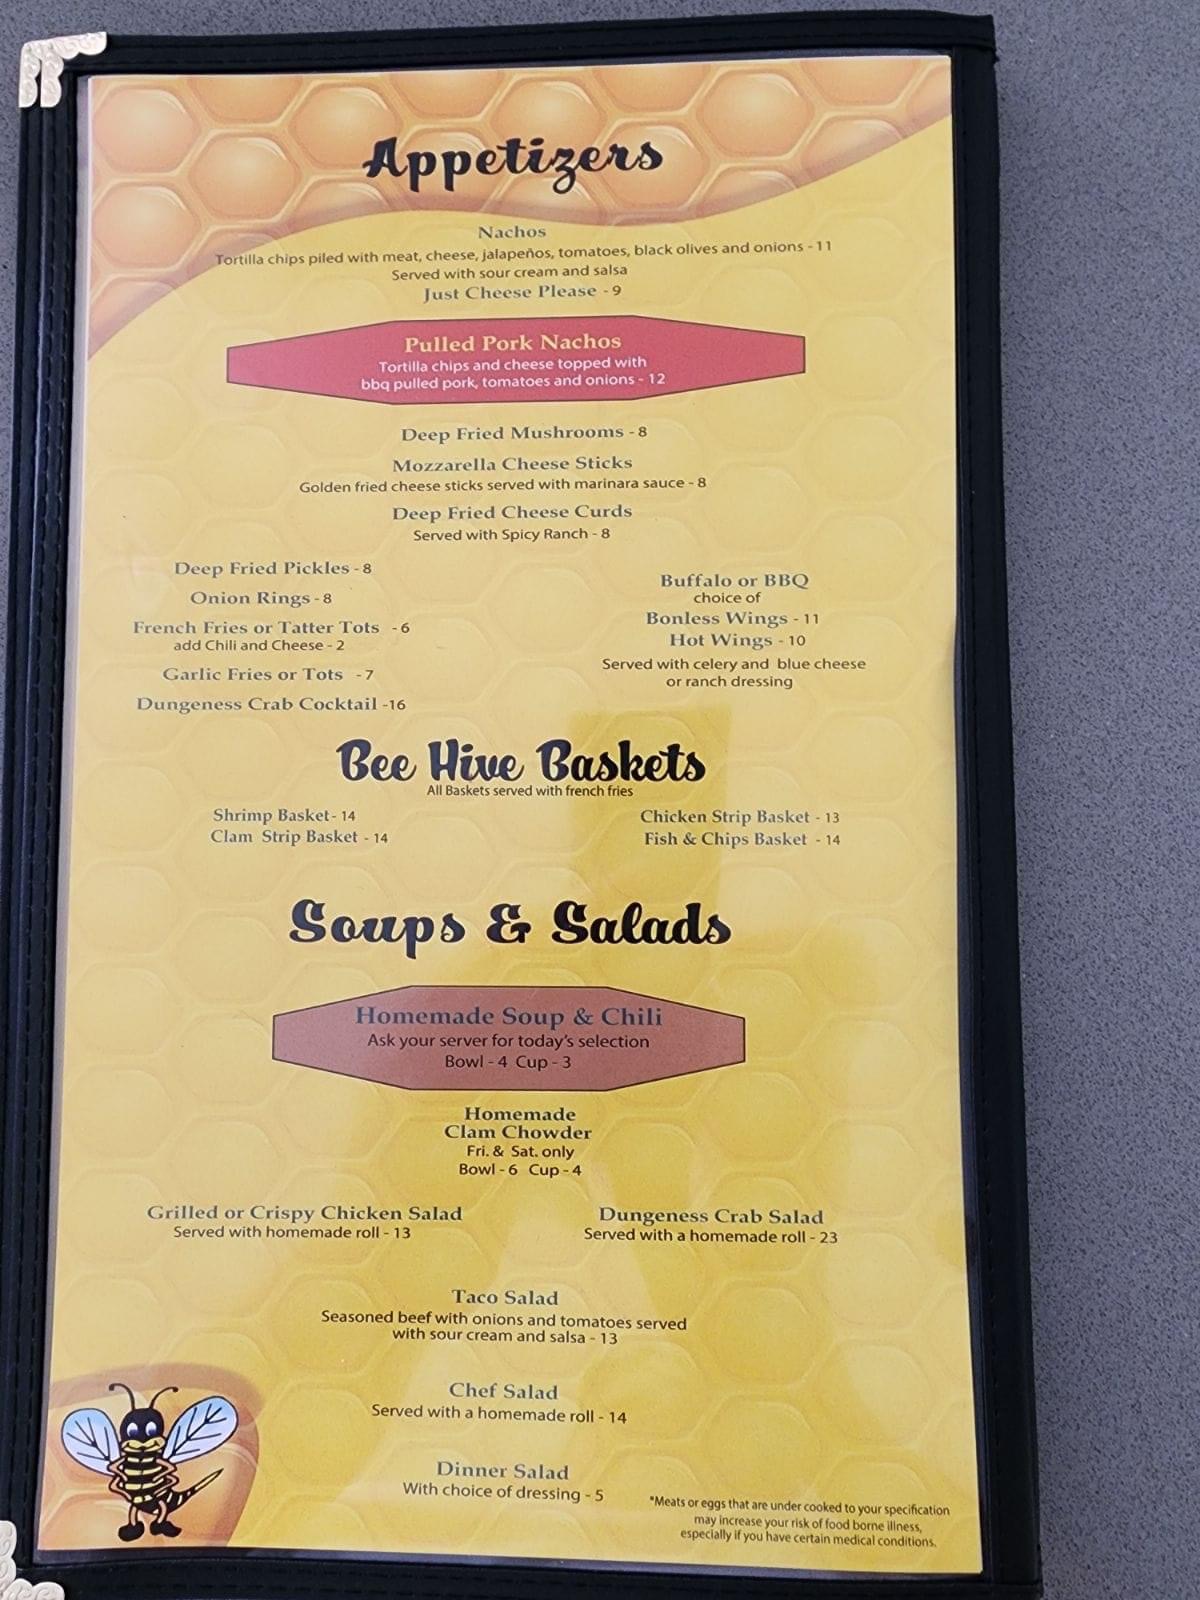 Appetizers
Nachos
Tortilla chips piled with meat, cheese, jalapeños, tomatoes, black olives and onions - 11
Served with sour cream and salsa
Just Cheese Please - 9
Pulled Pork Nachos
Tortilla chips and cheese topped with
bbq pulled pork, tomatoes and onions - 12
Deep Fried Mushrooms - 8
Mozzarella Cheese Sticks
Golden fried cheese sticks served with marinara sauce - 8
Deep Fried Cheese Curds
Served with Spicy Ranch - 8
Deep Fried Pickles - 8
Onion Rings - 8
French Fries or Tatter Tots - 6
add Chili and Cheese - 2
Garlic Fries or Tots - 7
Dungeness Crab Cocktail -16
Buffalo or BBQ
choice of
Bonless Wings - 11
Hot Wings - 10
Served with celery and blue cheese
or ranch dressing
Bee Hive Baskets
All Baskets served with french fries
Shrimp Basket- 14
Clam Strip Basket - 14
Chicken Strip Basket - 13
Fish & Chips Basket - 14
Soups & Salads
Homemade Soup & Chili
Ask your server for today's selection
Bowl - 4 Cup - 3
Homemade
Clam Chowder
Fri. & Sat. only
Bowl - 6 Cup - 4
Grilled or Crispy Chicken Salad
Served with homemade roll - 13
Dungeness Crab Salad
Served with a homemade roll - 23
Taco Salad
Seasoned beef with onions and tomatoes served
with sour cream and salsa - 13
Chef Salad
Served with a homemade roll - 14
Dinner Salad
With choice of dressing - 5
*Meats or eggs that are under cooked to your specification
may increase your risk of food borne illness,
especially if you have certain medical conditions.